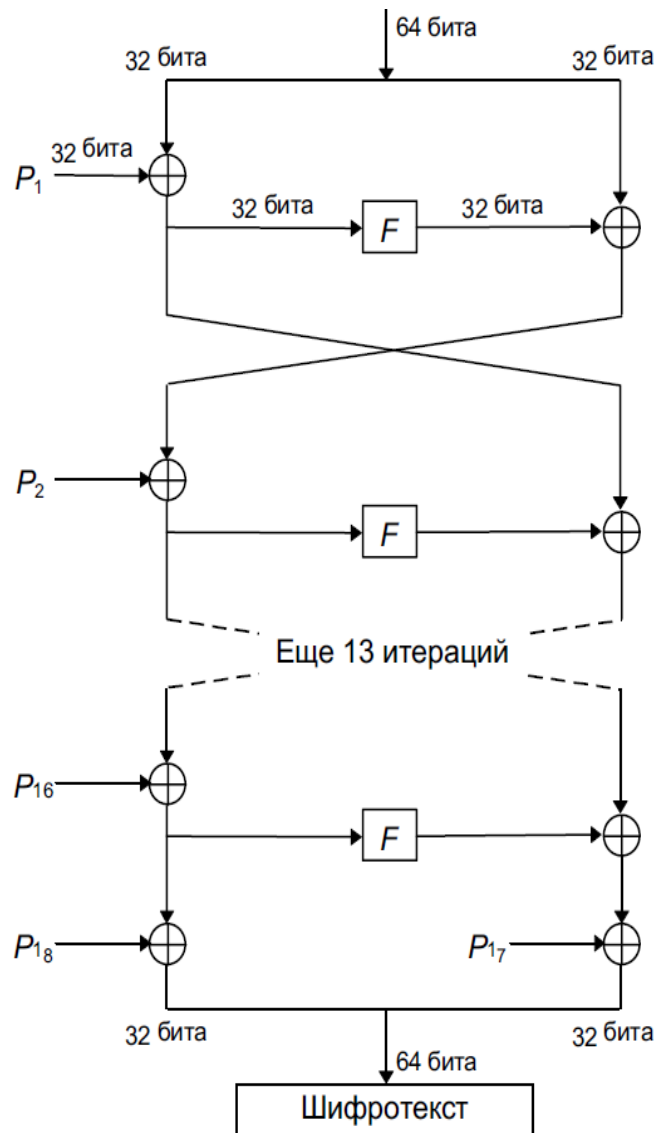 64 бита
32 бита
32 бита
32 бита
P1
32 бита
F
32 бита
P2
F
Еще 13 итераций
P16
F
P18
P17
32 бита
32 бита
64 бита
Шифротекст